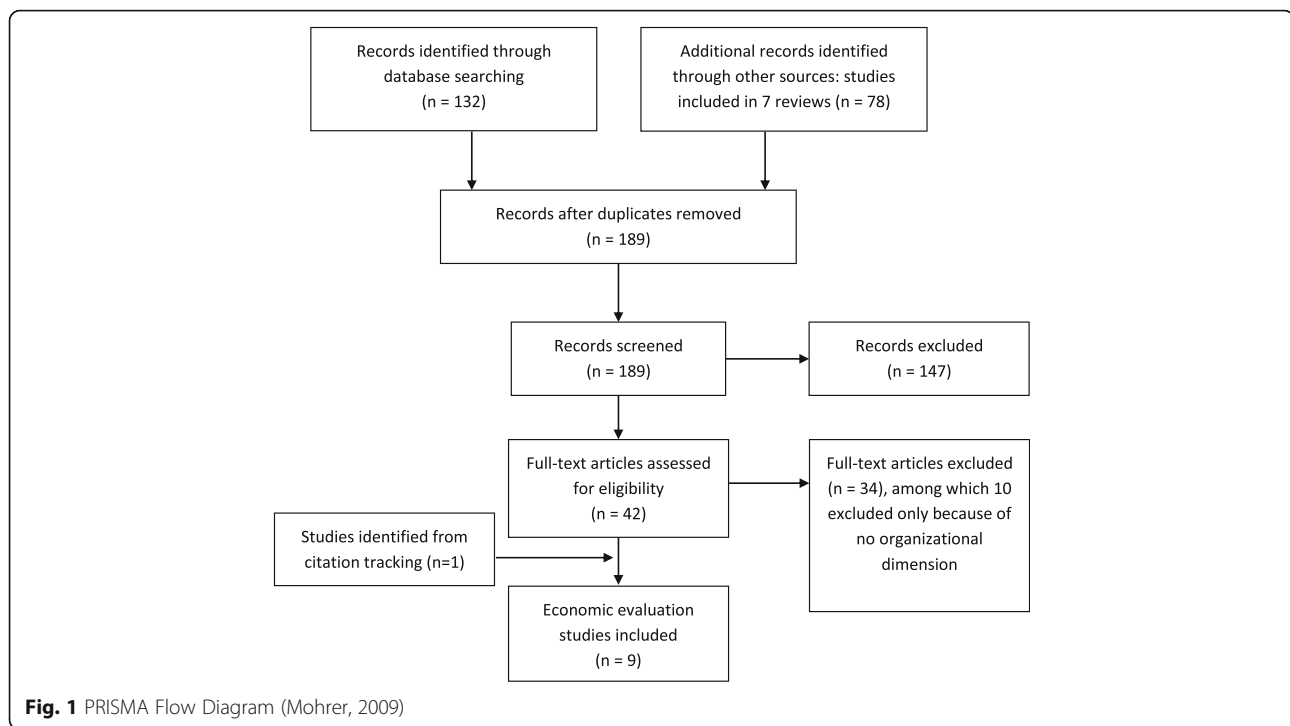 Records identified through
database searching
(n = 132)
Additional records identified
through other sources: studies
included in 7 reviews (n = 78)
Records after duplicates removed
(n = 189)
Records screened
(n = 189)
Records excluded
(n = 147)
Full-text articles assessed
for eligibility
(n = 42)
Full-text articles excluded
(n = 34), among which 10
excluded only because of
no organizational
dimension
Studies identified from
citation tracking (n=1)
Economic evaluation
studies included
(n = 9)
Fig. 1 PRISMA Flow Diagram (Mohrer, 2009)